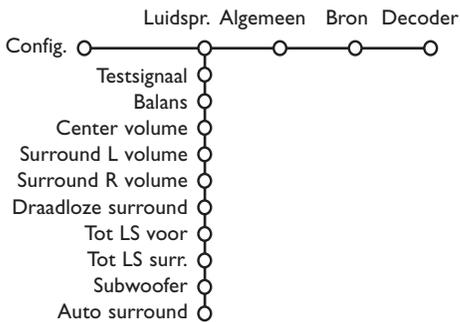 Luidspr. Algemeen Bron Decoder
Config.
Testsignaal
Balans
Center volume
Surround L volume
Surround R volume
Draadloze surround
Tot LS voor
Tot LS surr.
Subwoofer
Auto surround